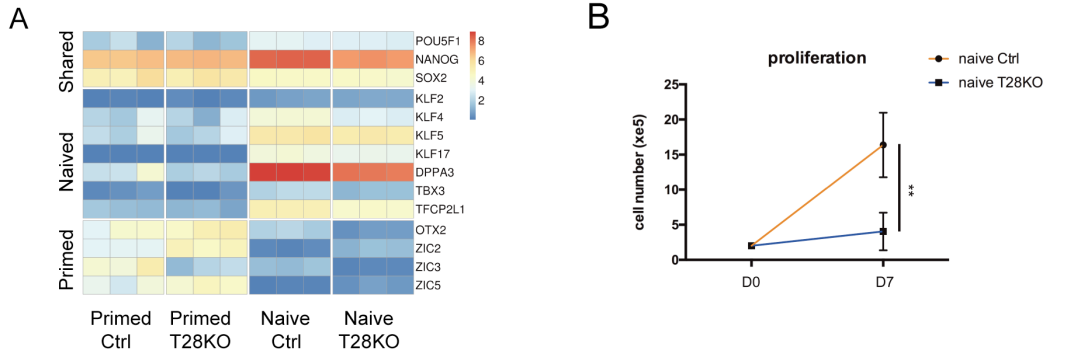 A
Shared
Naived
Primed
8
6
4
2
POU5F1
NANOG
SOX2
KLF2
KLF4
KLF5
KLF17
DPPA3
TBX3
TFCP2L1
OTX2
ZIC2
ZIC3
ZIC5
Primed Ctrl
Primed T28KO
Naive Ctrl
Naive T28KO
B
proliferation
naive Ctrl
naive T28KO
cell number (xe5)
25
20
15
10
5
0
**
D0
D7